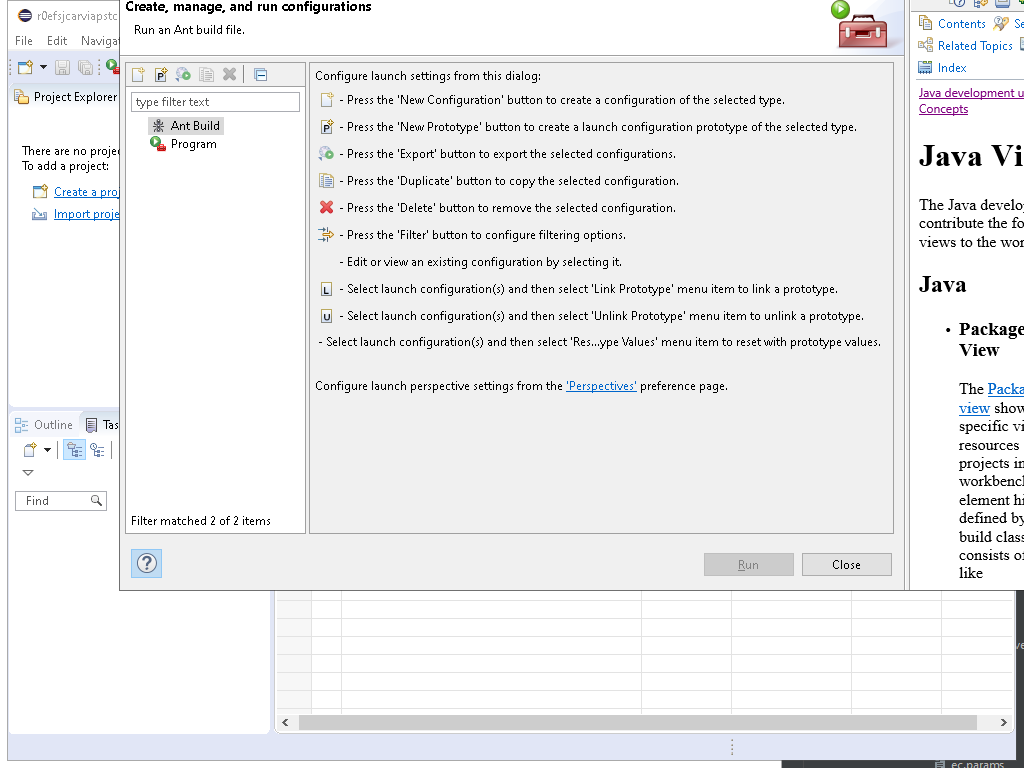 r0efsjcarviapstc
File Edit Naviga
Project Explorer
There are no proje
To add a project:
Create a proj
Import proje
Outline Tas
Find
Create, manage, and run configurations
Run an Ant build file.
type filter text
Ant Build
Program
Filter matched 2 of 2 items
Configure launch settings from this dialog:
- Press the 'New Configuration' button to create a configuration of the selected type.
P - Press the 'New Prototype' button to create a launch configuration prototype of the selected type.
- Press the 'Export' button to export the selected configurations.
- Press the 'Duplicate' button to copy the selected configuration.
- Press the 'Delete' button to remove the selected configuration.
- Press the 'Filter' button to configure filtering options.
- Edit or view an existing configuration by selecting it.
L - Select launch configuration(s) and then select 'Link Prototype' menu item to link a prototype.
U - Select launch configuration(s) and then select 'Unlink Prototype' menu item to unlink a prototype.
- Select launch configuration(s) and then select 'Res...ype Values' menu item to reset with prototype values.
Configure launch perspective settings from the 'Perspectives' preference page.
? Run Close
Contents Se
Related Topics
Index
Java development u
Concepts
Java Vi
The Java develop
contribute the fo
views to the wor
Java
• Package
View
The Packa
view show
specific vi
resources
projects in
workbench
element hi
defined by
build class
consists of
like
ve
ec.params